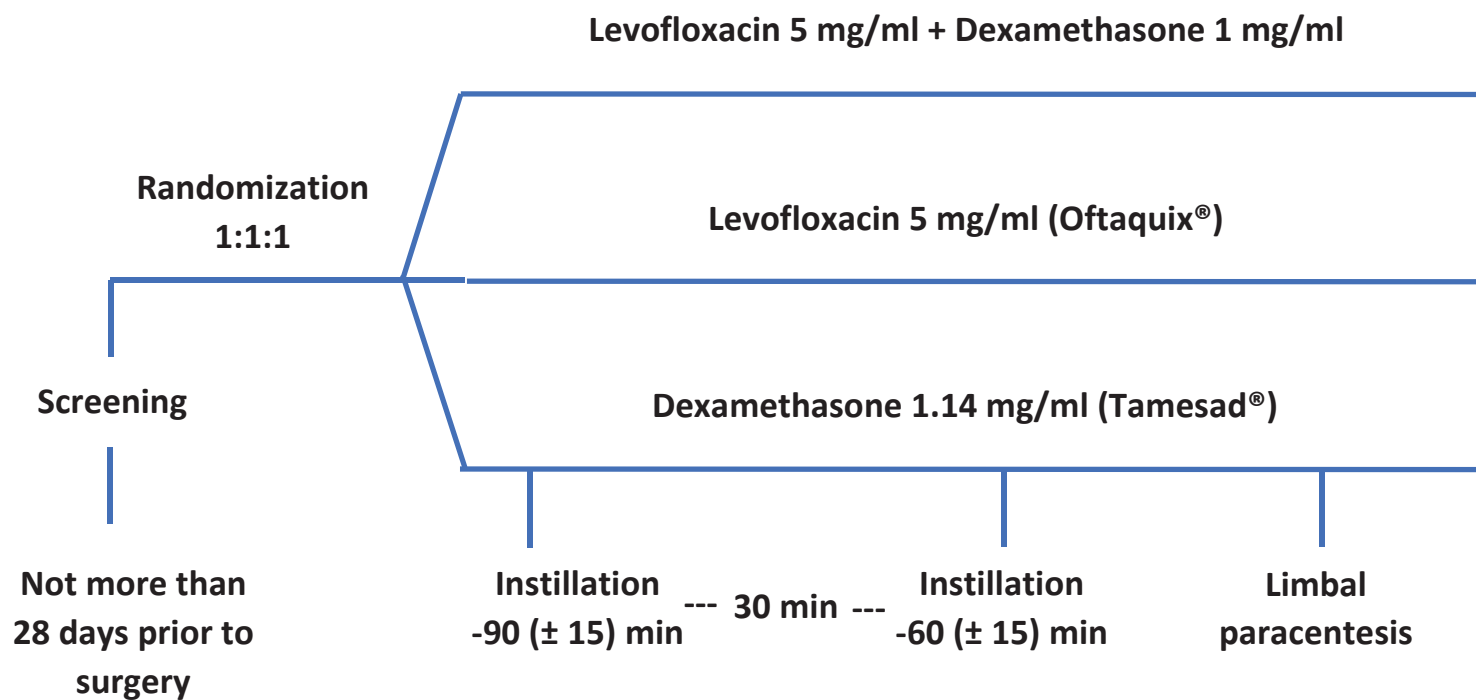 Levofloxacin 5 mg/ml + Dexamethasone 1 mg/ml
Randomization
1:1:1
Levofloxacin 5 mg/ml (Oftaquix®)
Screening
Dexamethasone 1.14 mg/ml (Tamesad®)
Not more than
28 days prior to
surgery
Instillation
-90 (± 15) min
--- 30 min ---
Instillation
-60 (± 15) min
Limbal
paracentesis